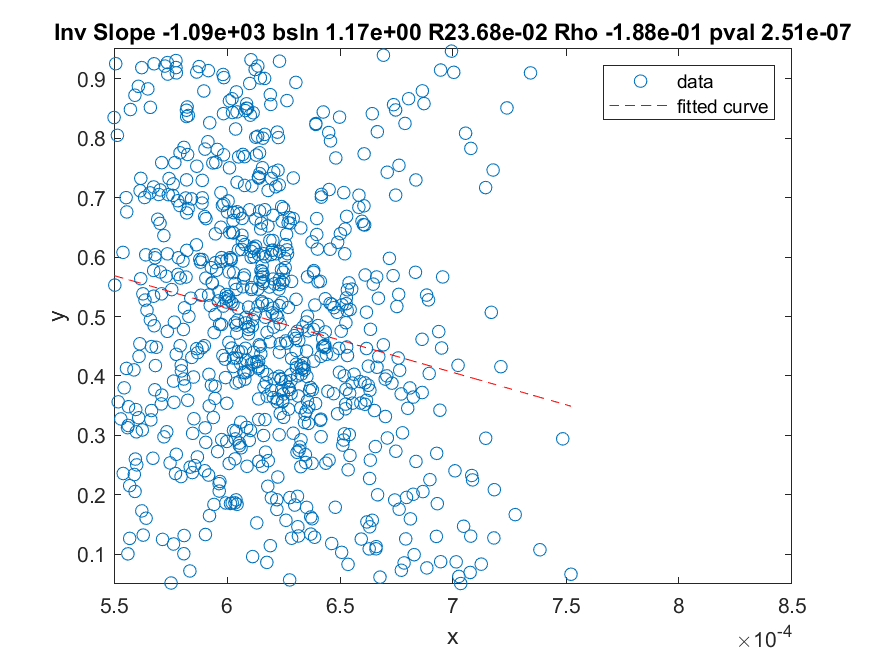 Inv Slope -1.09e+03 bsln 1.17e+00 R23.68e-02 Rho -1.88e-01 pval 2.51e-07
data
fitted curve
y
0.9
0.8
0.7
0.6
0.5
0.4
0.3
0.2
0.1
5.5 6 6.5 7 7.5 8 8.5
x
×10-4